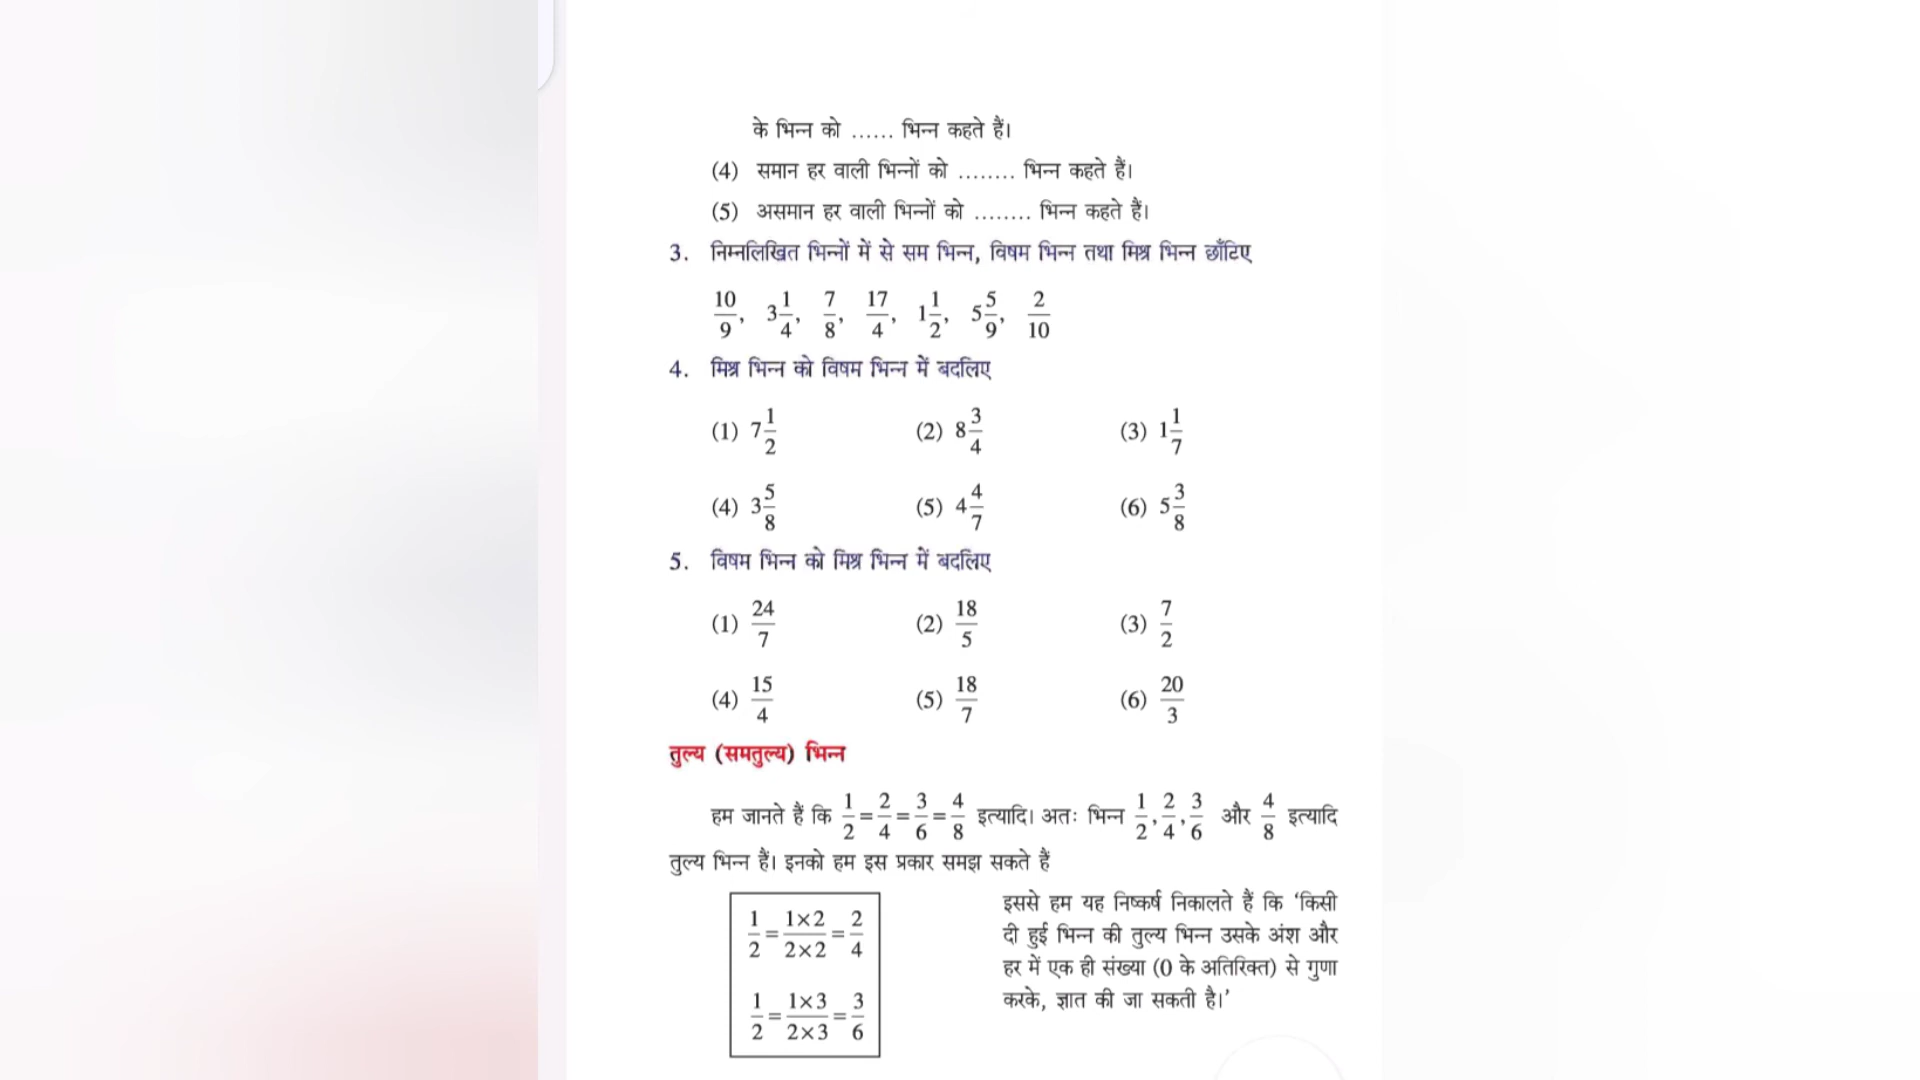 के भिन्न को ...... भिन्न कहते हैं।
(4) समान हर वाली भिन्नों को ........ भिन्न कहते हैं।
(5) असमान हर वाली भिन्नों को ........ भिन्न कहते हैं।
3. निम्नलिखित भिन्नों में से सम भिन्न, विषम भिन्न तथा मिश्र भिन्न छाँटिए
10/9, 3 1/4, 7/8, 17/4, 1 1/2, 5 5/9, 2/10
4. मिश्र भिन्न को विषम भिन्न में बदलिए
(1) 7 1/2 (2) 8 3/4 (3) 1 1/7
(4) 3 5/8 (5) 4 4/7 (6) 5 3/8
5. विषम भिन्न को मिश्र भिन्न में बदलिए
(1) 24/7 (2) 18/5 (3) 7/2
(4) 15/4 (5) 18/7 (6) 20/3
तुल्य (समतुल्य) भिन्न
हम जानते हैं कि 1/2 = 2/4 = 3/6 = 4/8 इत्यादि। अतः भिन्न 1/2, 2/4, 3/6 और 4/8 इत्यादि
तुल्य भिन्न हैं। इनको हम इस प्रकार समझ सकते हैं
1/2 = 1×2/2×2 = 2/4
1/2 = 1×3/2×3 = 3/6
इससे हम यह निष्कर्ष निकालते हैं कि ‘किसी
दी हुई भिन्न की तुल्य भिन्न उसके अंश और
हर में एक ही संख्या (0 के अतिरिक्त) से गुणा
करके, ज्ञात की जा सकती है।’